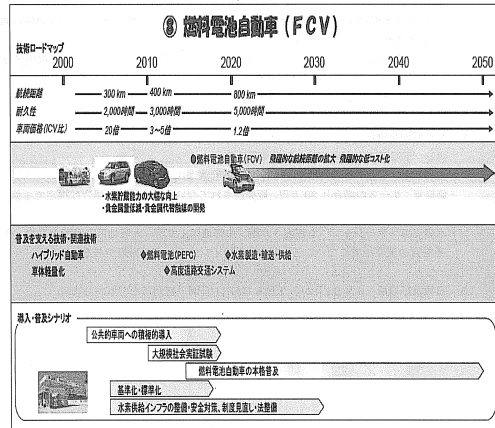 ⑧ 燃料電池自動車(FCV)
技術ロードマップ
2000 2010 2020 2030 2040 2050
航続距離 300 km 400 km 800 km
耐久性 2,000時間 3,000時間 5,000時間
車両価格(ICV比) 20倍 3~5倍 1.2倍
燃料電池自動車(FCV) 飛躍的な航続距離の拡大 飛躍的な低コスト化
・水素貯蔵能力の大幅な向上
・貴金属量低減・貴金属代替触媒の開発
普及を支える技術・関連技術
ハイブリッド自動車 ◆燃料電池(PEFC) ◆水素製造・輸送・供給
車体軽量化 ◆高度道路交通システム
導入・普及シナリオ
公共的車両への積極的導入
大規模社会実証試験
燃料電池自動車の本格普及
基準化・標準化
水素供給インフラの整備・安全対策、制度見直し・法整備